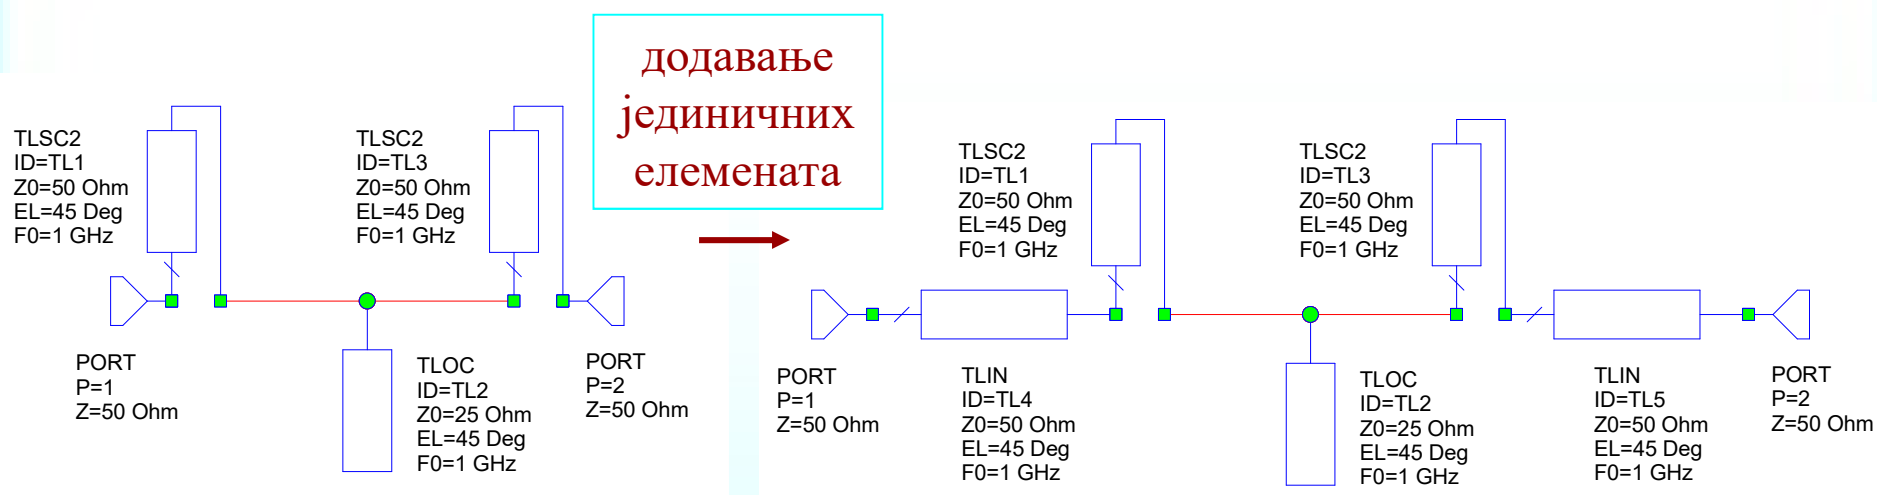 додавање
јединичних
елемената
TLSC2
ID=TL1
Z0=50 Ohm
EL=45 Deg
F0=1 GHz
TLSC2
ID=TL3
Z0=50 Ohm
EL=45 Deg
F0=1 GHz
PORT
P=1
Z=50 Ohm
TLOC
ID=TL2
Z0=25 Ohm
EL=45 Deg
F0=1 GHz
PORT
P=2
Z=50 Ohm
TLSC2
ID=TL1
Z0=50 Ohm
EL=45 Deg
F0=1 GHz
TLSC2
ID=TL3
Z0=50 Ohm
EL=45 Deg
F0=1 GHz
PORT
P=1
Z=50 Ohm
TLIN
ID=TL4
Z0=50 Ohm
EL=45 Deg
F0=1 GHz
TLOC
ID=TL2
Z0=25 Ohm
EL=45 Deg
F0=1 GHz
TLIN
ID=TL5
Z0=50 Ohm
EL=45 Deg
F0=1 GHz
PORT
P=2
Z=50 Ohm